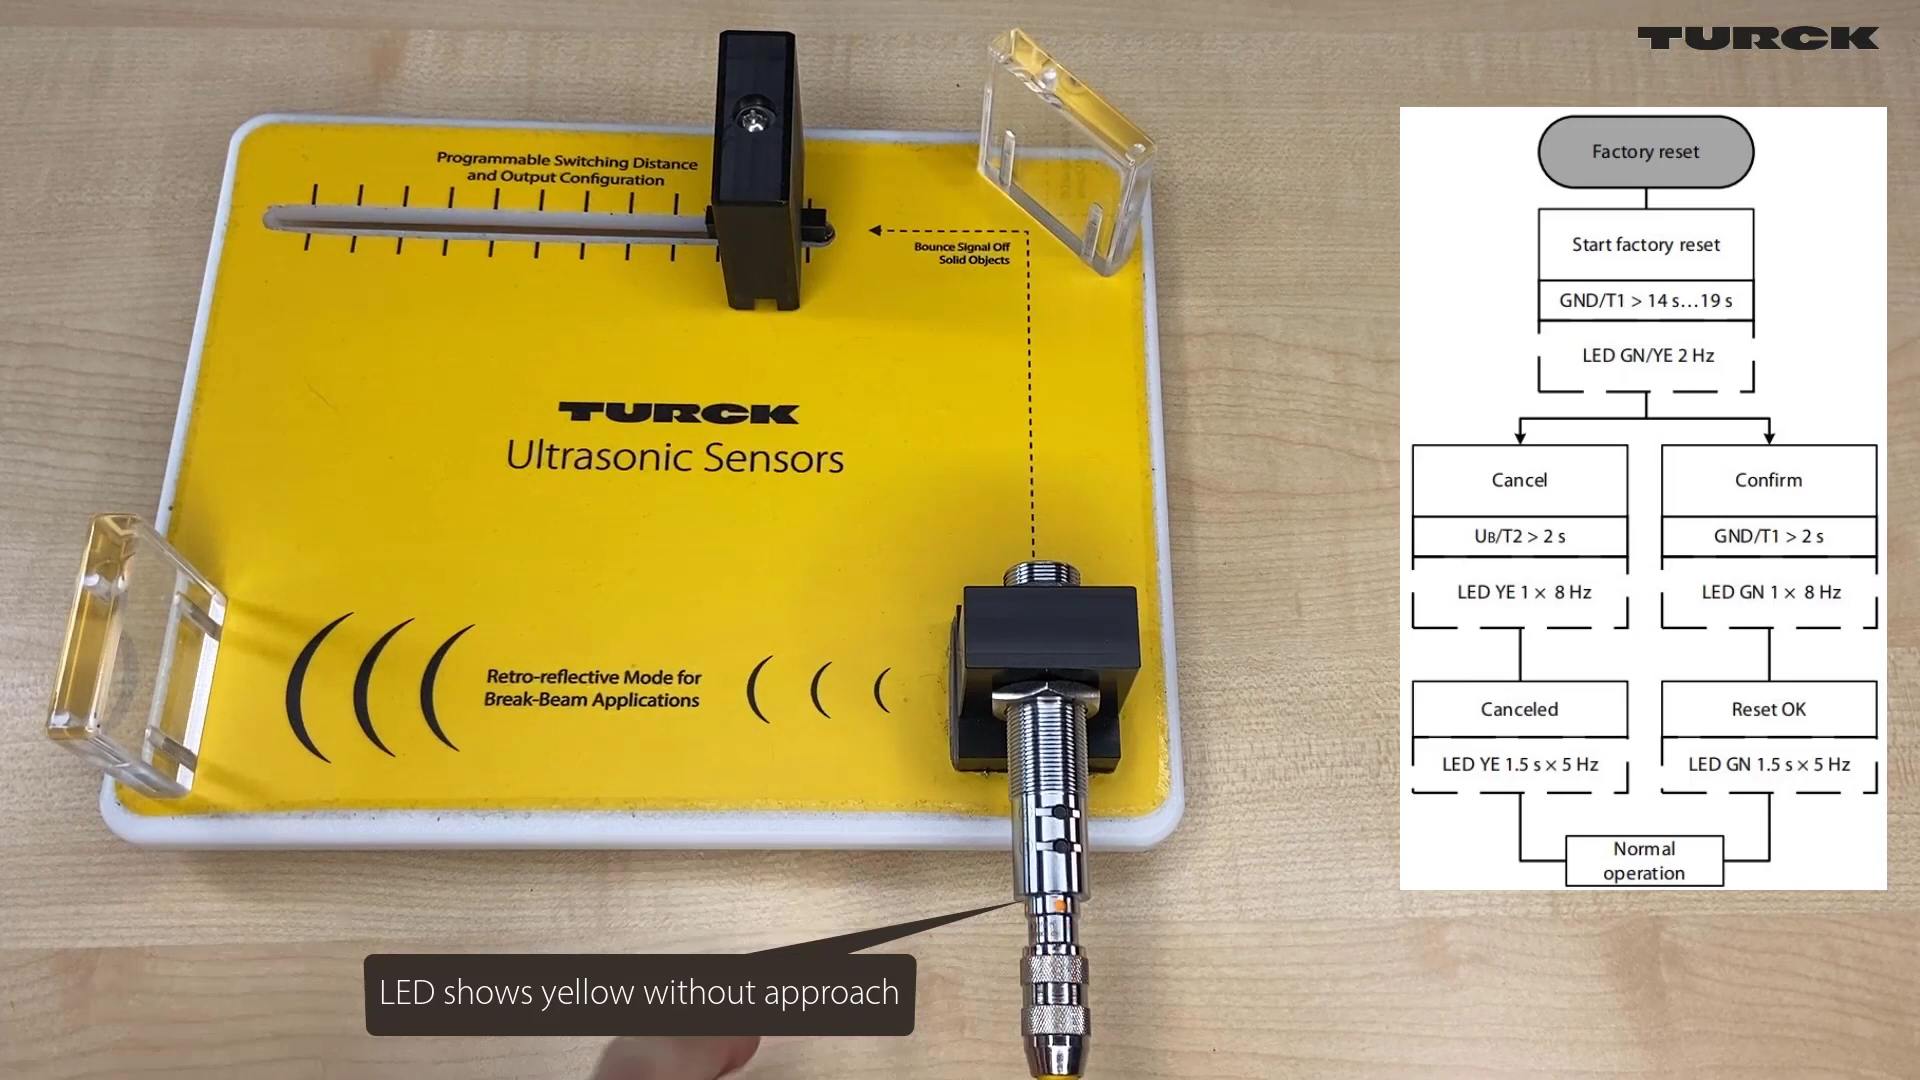 TURCK
Programmable Switching Distance
and Output Configuration
Bounce Signal Off
Solid Objects
TURCK
Ultrasonic Sensors
Retro-reflective Mode for
Break-Beam Applications
LED shows yellow without approach
Factory reset
Start factory reset
GND/T1 > 14 s...19 s
LED GN/YE 2 Hz
Cancel
UB/T2 > 2 s
LED YE 1 × 8 Hz
Canceled
LED YE 1.5 s × 5 Hz
Confirm
GND/T1 > 2 s
LED GN 1 × 8 Hz
Reset OK
LED GN 1.5 s × 5 Hz
Normal
operation